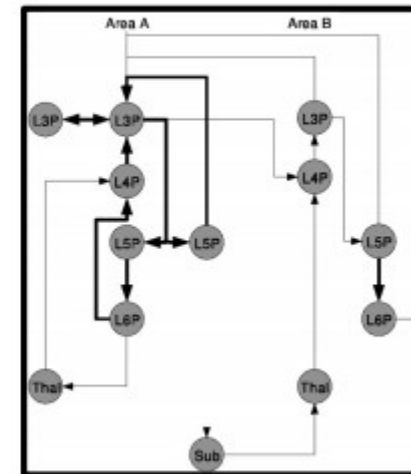 Area A Area B
L3P L3P L3P
L4P L4P
L5P L5P L5P
L6P L6P
Thal Thal
Sub